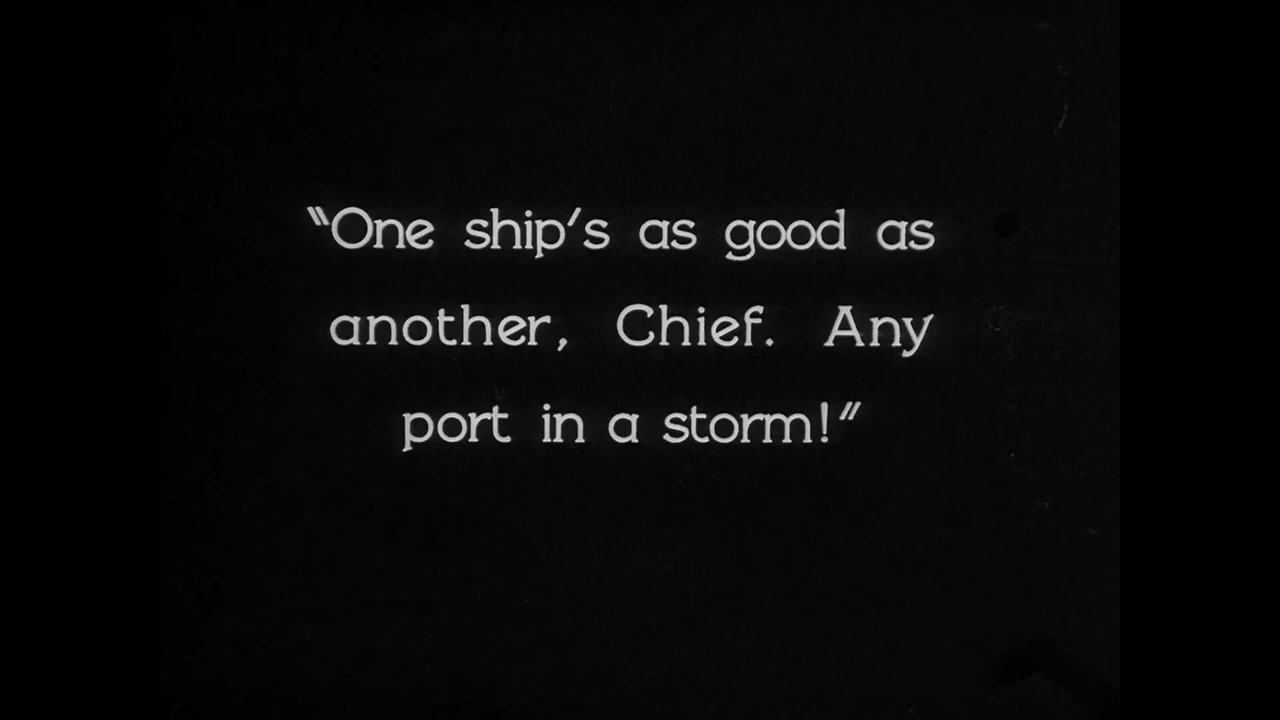 “One ship's as good as
another, Chief. Any
port in a storm!”